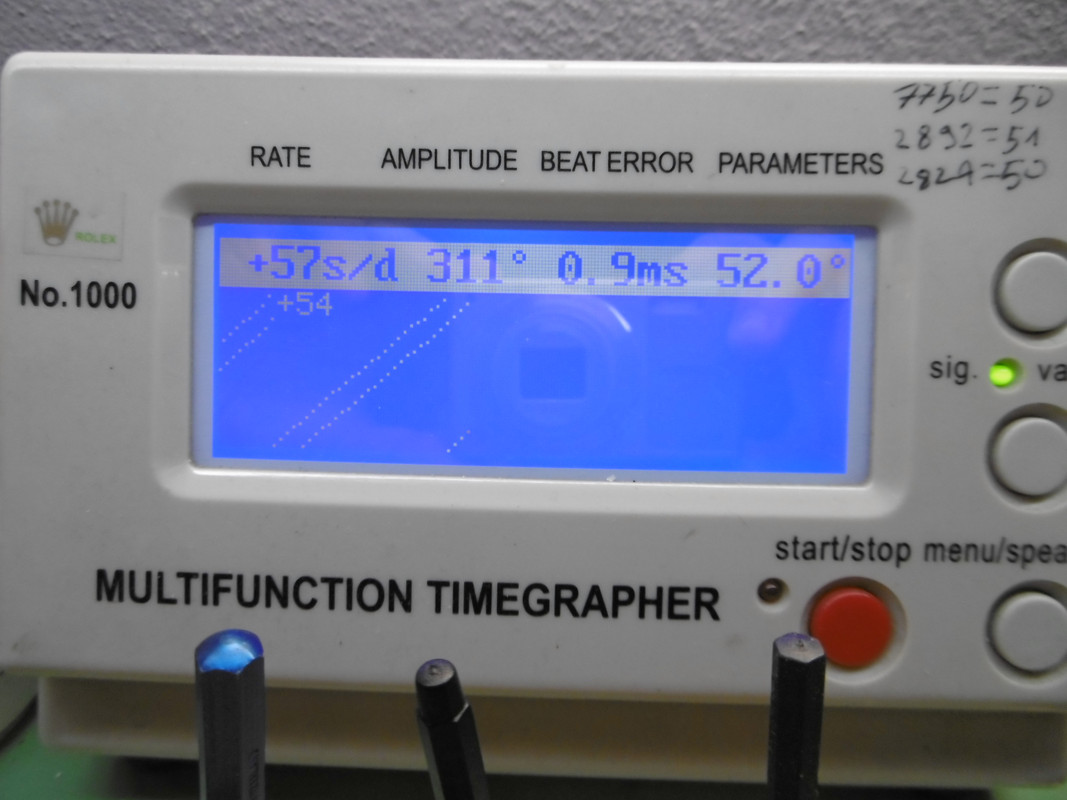 7750=50
2892=51
2824=50
RATE AMPLITUDE BEAT ERROR PARAMETERS
ROLEX
No.1000
+57s/d 311° 0.9ms 52.0°
+54
sig.
start/stop
MULTIFUNCTION TIMEGRAPHER